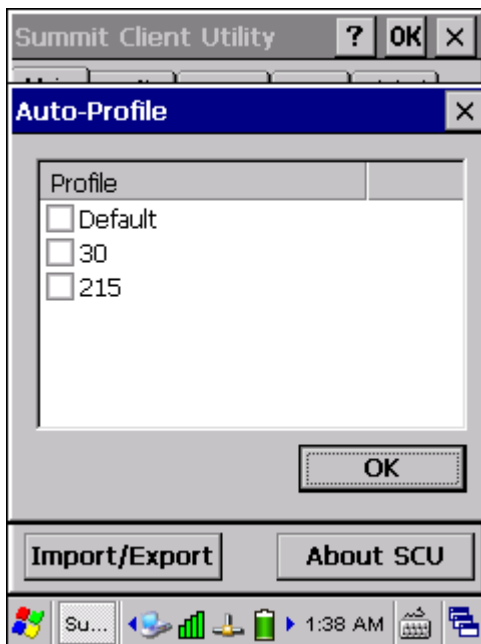 Summit Client Utility ? OK ×
Auto-Profile ×
Profile
Default
30
215
OK
Import/Export About SCU
Su... 1:38 AM